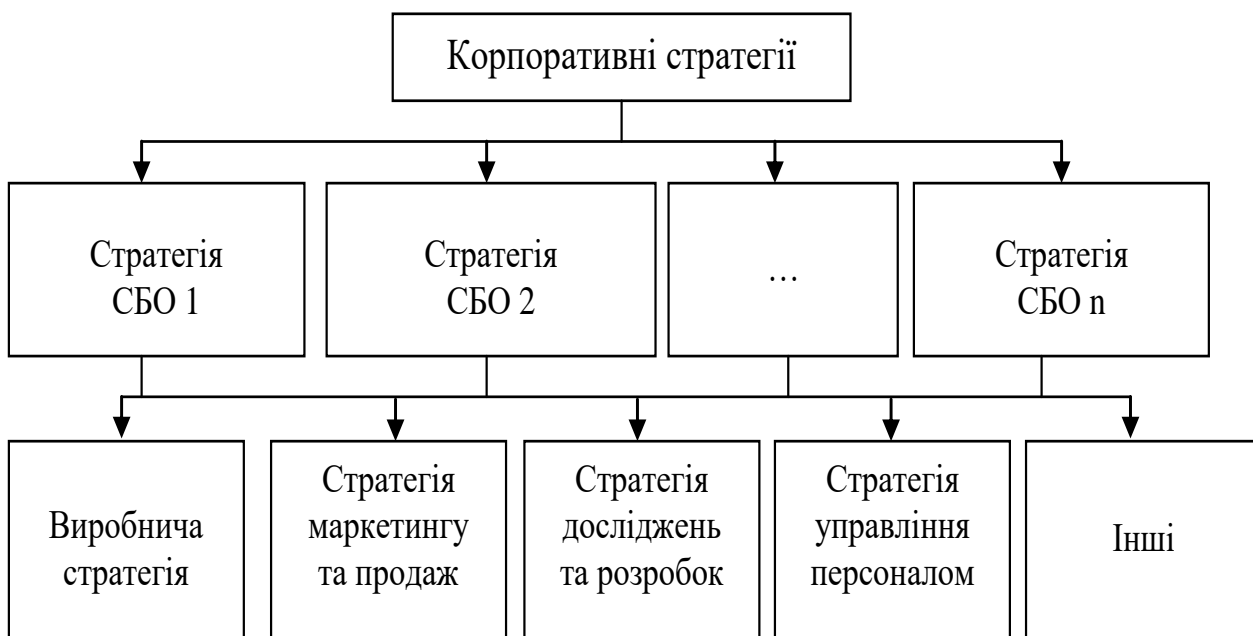 Корпоративні стратегії
Стратегія
СБО 1
Стратегія
СБО 2
…
Стратегія
СБО n
Виробнича
стратегія
Стратегія
маркетингу
та продаж
Стратегія
досліджень
та розробок
Стратегія
управління
персоналом
Інші